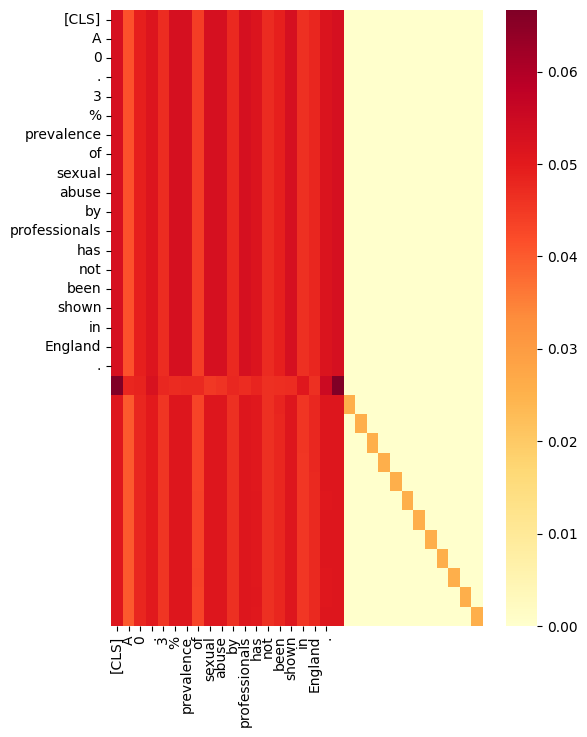 [CLS]
A
0
.
3
%
prevalence
of
sexual
abuse
by
professionals
has
not
been
shown
in
England
.
0.06
0.05
0.04
0.03
0.02
0.01
0.00
[CLS]
A
0
.
3
%
prevalence
of
sexual
abuse
by
professionals
has
not
been
shown
in
England
.